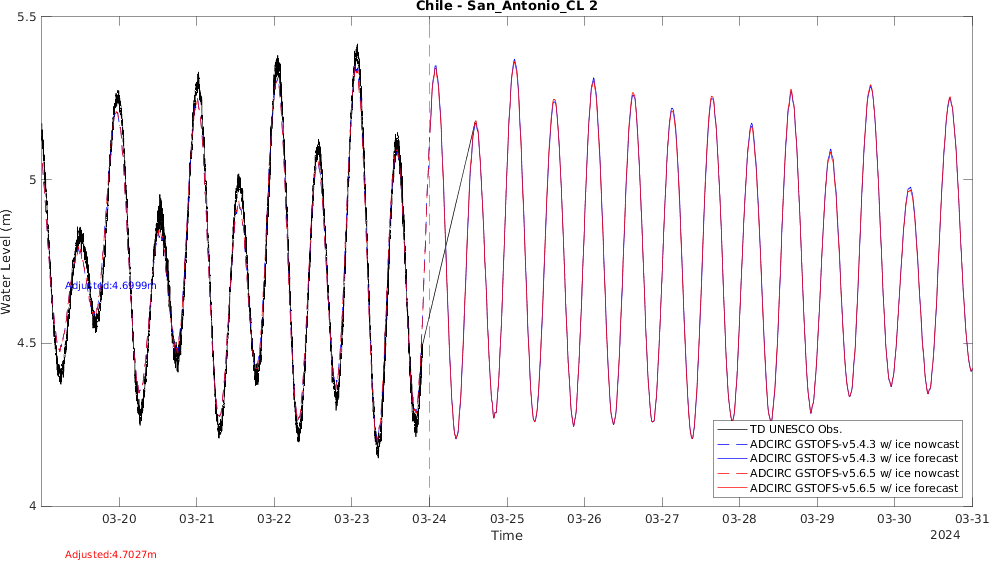 Chile - San_Antonio_CL 2
5.5
5
4.5
4
Water Level (m)
Adjusted:4.6999m
TD UNESCO Obs.
ADCIRC GSTOFS-v5.4.3 w/ ice nowcast
ADCIRC GSTOFS-v5.4.3 w/ ice forecast
ADCIRC GSTOFS-v5.6.5 w/ ice nowcast
ADCIRC GSTOFS-v5.6.5 w/ ice forecast
03-20 03-21 03-22 03-23 03-24 03-25 03-26 03-27 03-28 03-29 03-30 03-31
Time
2024
Adjusted:4.7027m